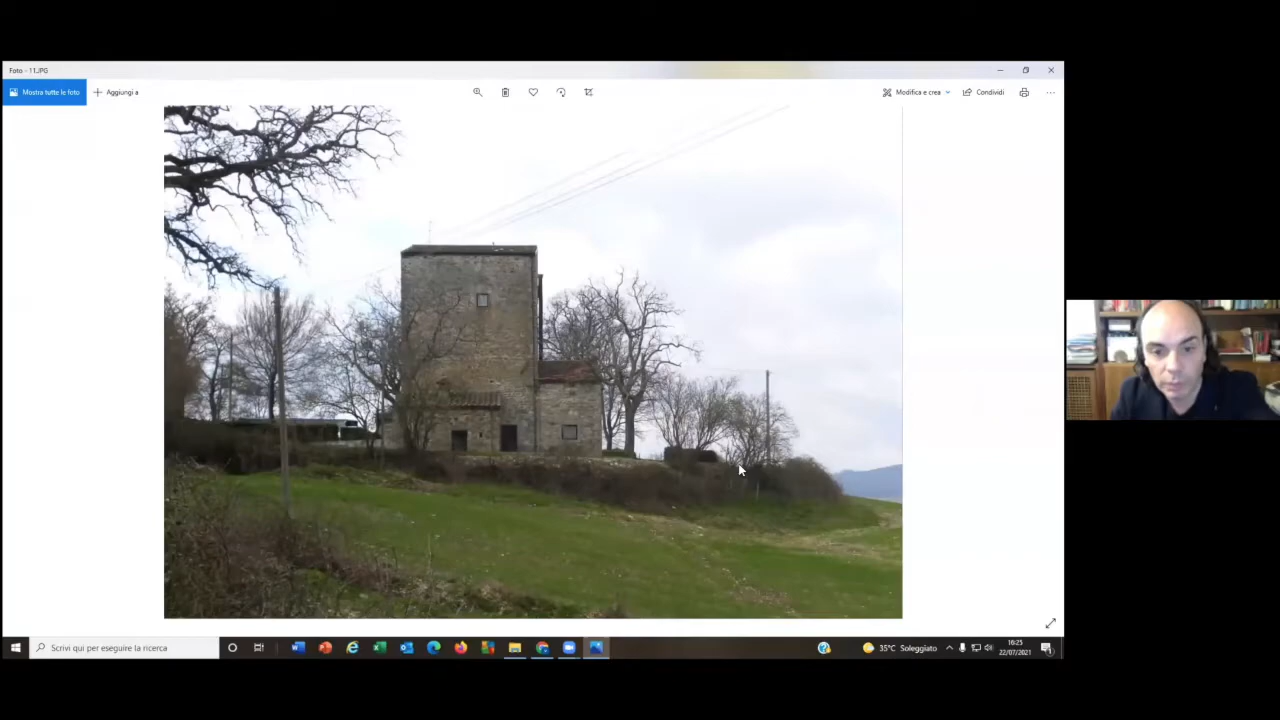 Foto - 11.JPG
Mostra tutte le foto
Aggiungi a
Modifica e crea
Condividi
Scrivi qui per eseguire la ricerca
35°C Soleggiato
16:25
22/07/2021